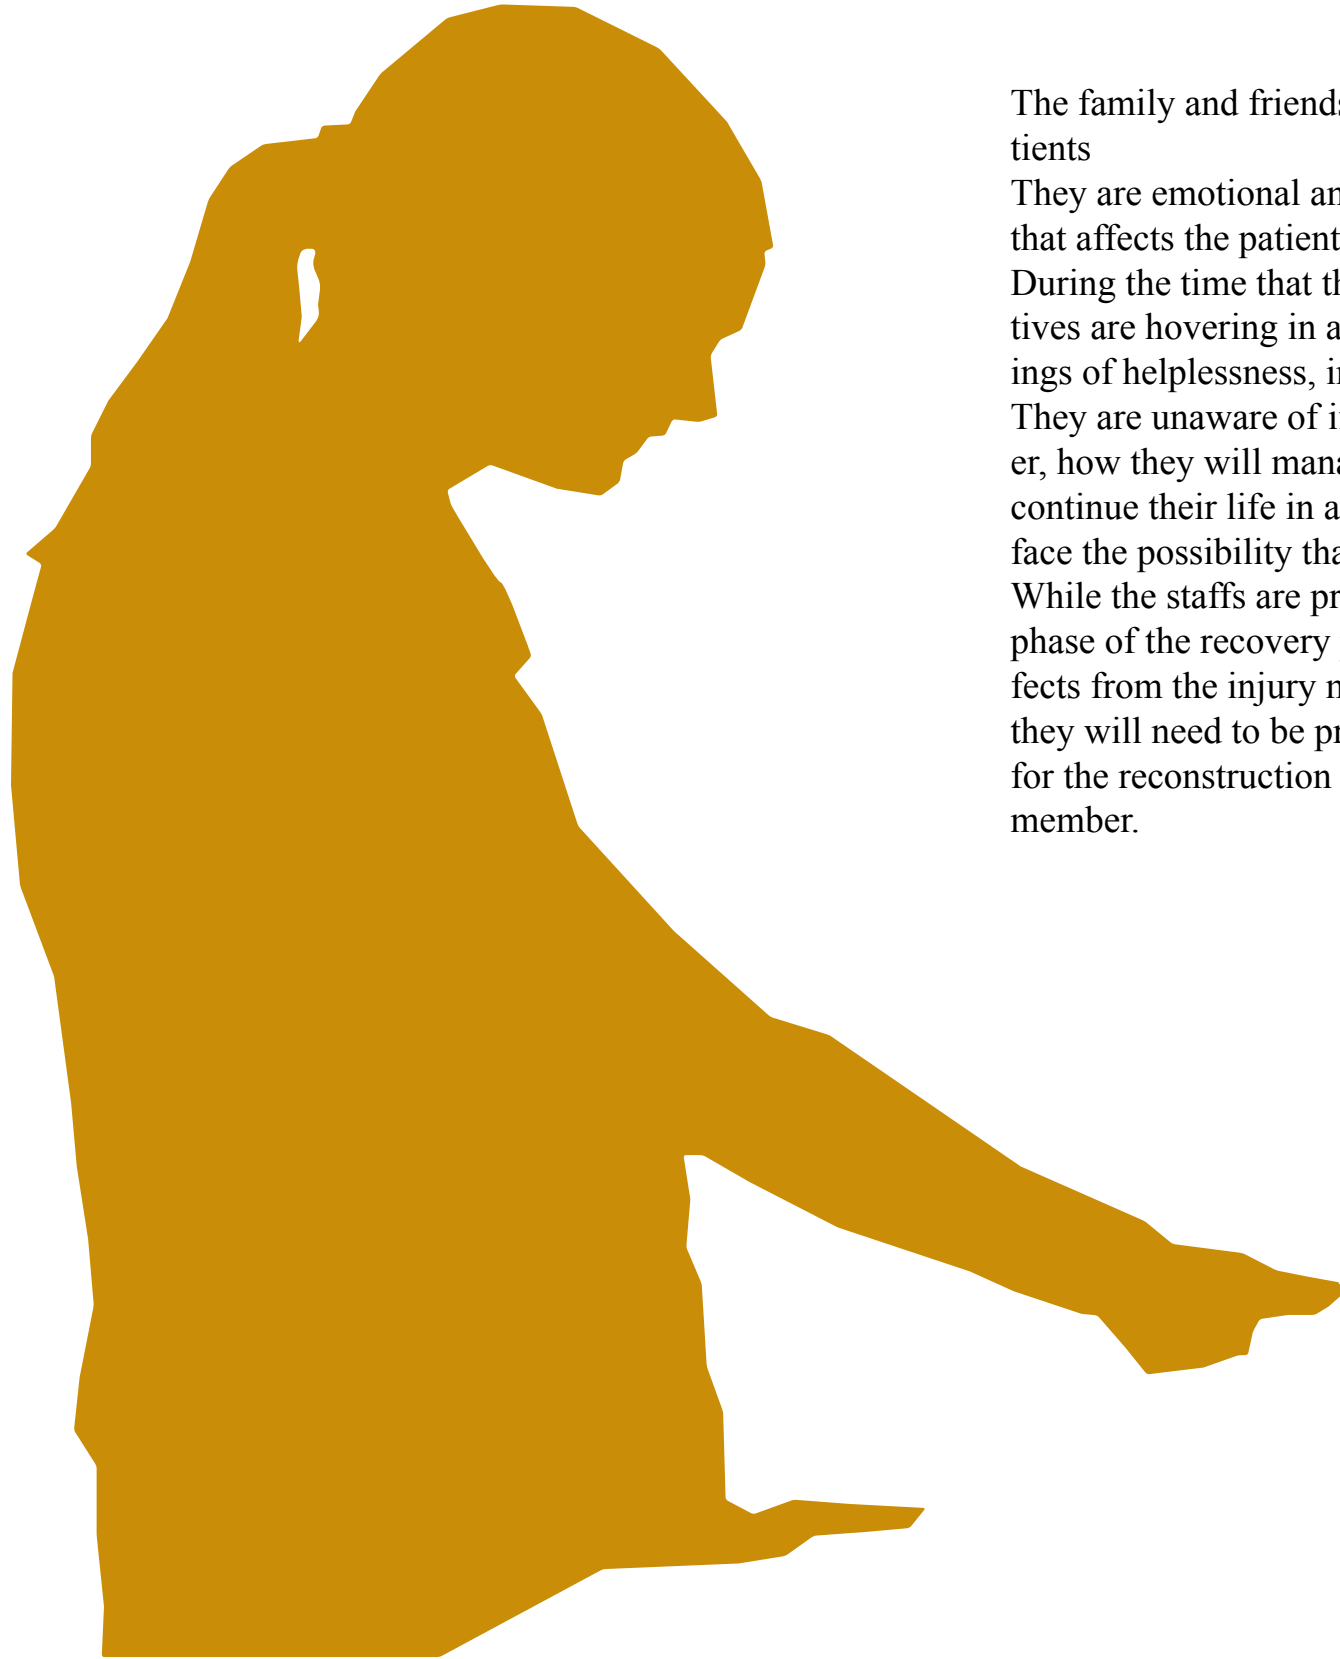 The family and friends
tients
They are emotional an
that affects the patient
During the time that th
tives are hovering in a
ings of helplessness, in
They are unaware of i
er, how they will mana
continue their life in a
face the possibility tha
While the staffs are pr
phase of the recovery
fects from the injury n
they will need to be pr
for the reconstruction
member.